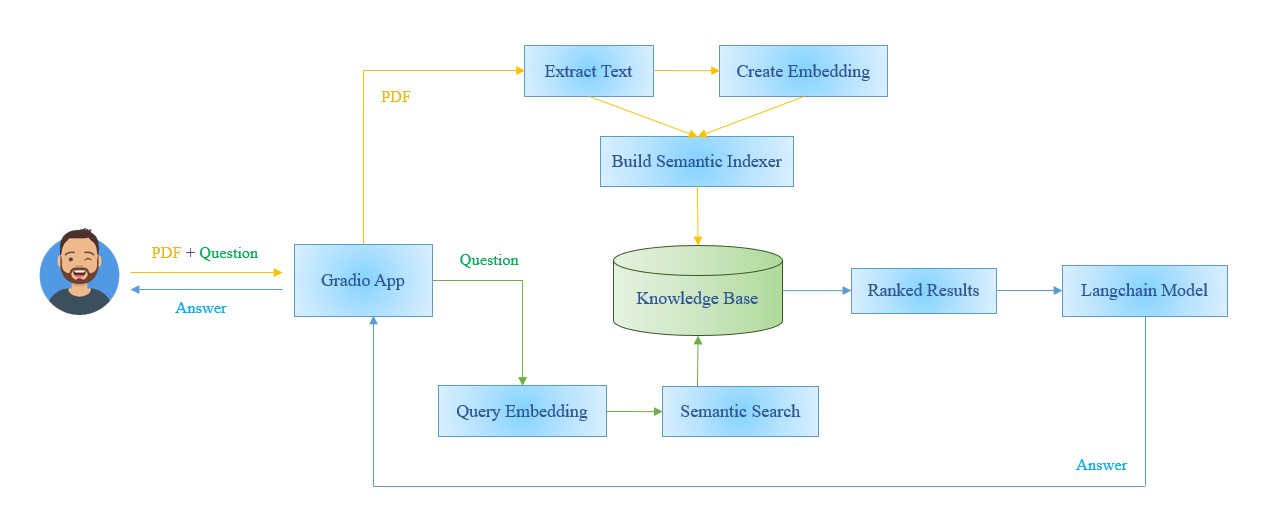 Extract Text
Create Embedding
PDF
Build Semantic Indexer
PDF + Question
Answer
Gradio App
Question
Knowledge Base
Ranked Results
Langchain Model
Query Embedding
Semantic Search
Answer